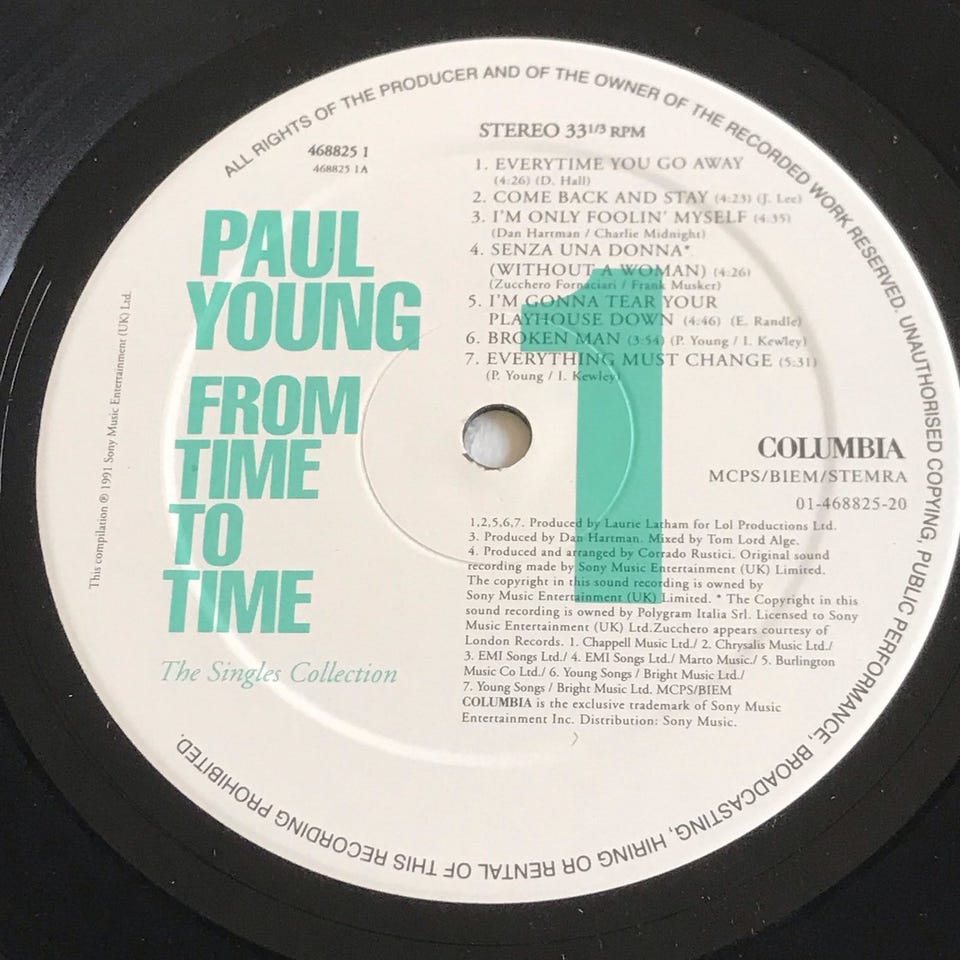 ALL RIGHTS OF THE PRODUCER AND OF THE OWNER OF THE RECORDED WORK RESERVED. UNAUTHORISED COPYING, PUBLIC PERFORMANCE, BROADCASTING, HIRING OR RENTAL OF THIS RECORDING PROHIBITED.
468825 1
468825 1A
PAUL
YOUNG
FROM
TIME
TO
TIME
The Singles Collection
This compilation ℗ 1991 Sony Music Entertainment (UK) Ltd.
1
STEREO 331/3 RPM
1. EVERYTIME YOU GO AWAY
(4:26) (D. Hall)
2. COME BACK AND STAY (4:23) (J. Lee)
3. I'M ONLY FOOLIN' MYSELF (4:35)
(Dan Hartman / Charlie Midnight)
4. SENZA UNA DONNA*
(WITHOUT A WOMAN) (4:26)
(Zucchero Fornaciari / Frank Musker)
5. I'M GONNA TEAR YOUR
PLAYHOUSE DOWN (4:46) (E. Randle)
6. BROKEN MAN (3:54) (P. Young / I. Kewley)
7. EVERYTHING MUST CHANGE (5:31)
(P. Young / I. Kewley)
COLUMBIA
MCPS/BIEM/STEMRA
01-468825-20
1,2,5,6,7. Produced by Laurie Latham for Lol Productions Ltd.
3. Produced by Dan Hartman. Mixed by Tom Lord Alge.
4. Produced and arranged by Corrado Rustici. Original sound
recording made by Sony Music Entertainment (UK) Limited.
The copyright in this sound recording is owned by
Sony Music Entertainment (UK) Limited. * The Copyright in this
sound recording is owned by Polygram Italia Srl. Licensed to Sony
Music Entertainment (UK) Ltd.Zucchero appears courtesy of
London Records. 1. Chappell Music Ltd./ 2. Chrysalis Music Ltd./
3. EMI Songs Ltd./ 4. EMI Songs Ltd./ Marto Music./ 5. Burlington
Music Co Ltd./ 6. Young Songs / Bright Music Ltd./
7. Young Songs / Bright Music Ltd. MCPS/BIEM
COLUMBIA is the exclusive trademark of Sony Music
Entertainment Inc. Distribution: Sony Music.